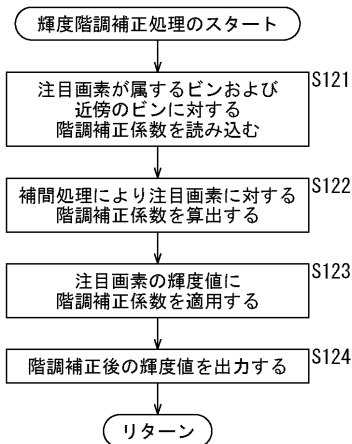 輝度階調補正処理のスタート
S121
注目画素が属するビンおよび
近傍のビンに対する
階調補正係数を読み込む
S122
補間処理により注目画素に対する
階調補正係数を算出する
S123
注目画素の輝度値に
階調補正係数を適用する
S124
階調補正後の輝度値を出力する
リターン